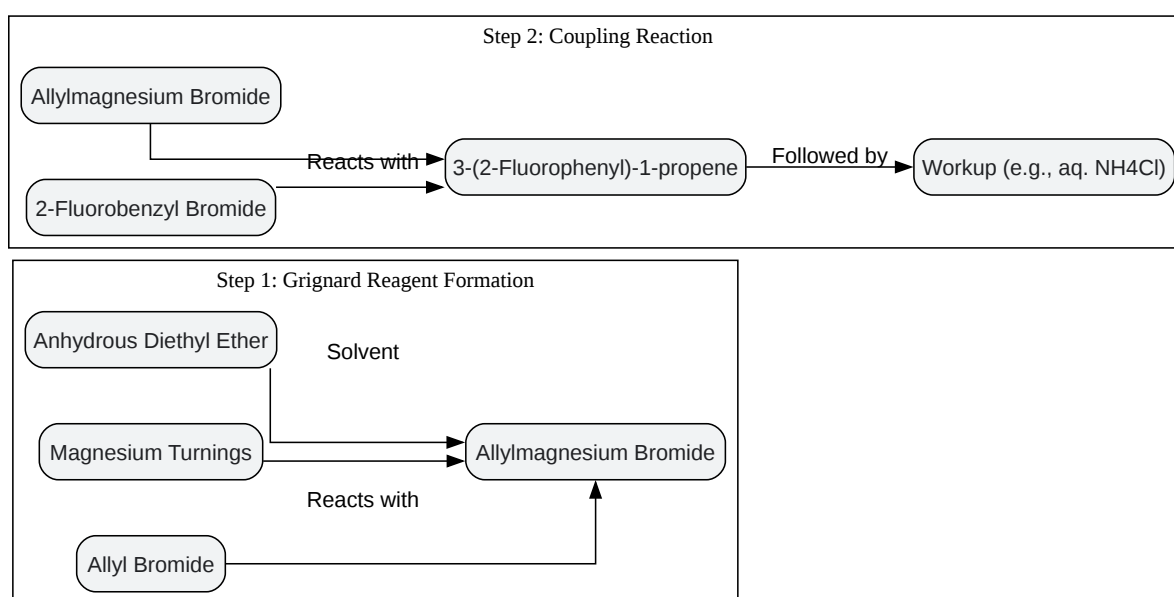 Step 2: Coupling Reaction
Allylmagnesium Bromide
Reacts with
3-(2-Fluorophenyl)-1-propene
Followed by
Workup (e.g., aq. NH4Cl)
2-Fluorobenzyl Bromide
Step 1: Grignard Reagent Formation
Anhydrous Diethyl Ether
Solvent
Magnesium Turnings
Allylmagnesium Bromide
Reacts with
Allyl Bromide